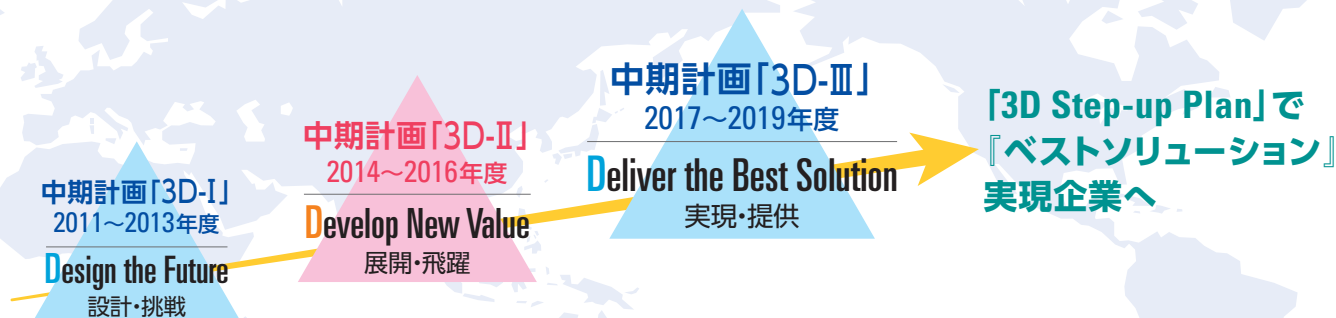 中期計画「3D-Ⅰ」
2011〜2013年度
Design the Future
設計・挑戦
中期計画「3D-Ⅱ」
2014〜2016年度
Develop New Value
展開・飛躍
中期計画「3D-Ⅲ」
2017〜2019年度
Deliver the Best Solution
実現・提供
「3D Step-up Plan」で
『ベストソリューション』
実現企業へ